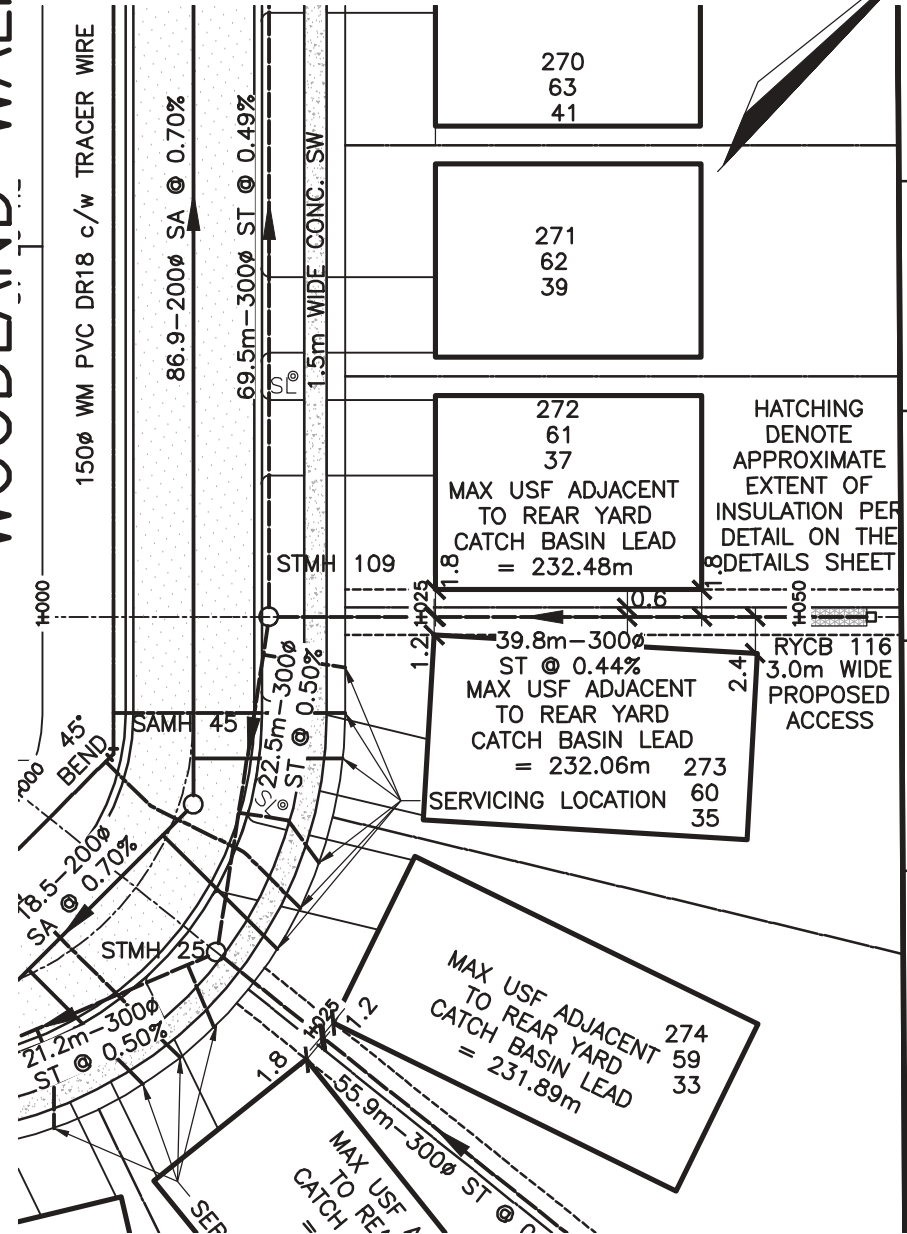 270
63
41
150ø WM PVC DR18 c/w TRACER WIRE
86.9-200ø SA @ 0.70%
69.5m-300ø ST @ 0.49%
1.5m WIDE CONC. SW
271
62
39
SL
272
61
37
MAX USF ADJACENT
TO REAR YARD
CATCH BASIN LEAD
= 232.48m
HATCHING
DENOTE
APPROXIMATE
EXTENT OF
INSULATION PER
DETAIL ON THE
DETAILS SHEET
STMH 109
1.8
1.8
1+000
1+025
0.6
1+050
1.2
39.8m-300ø
ST @ 0.44%
2.4
RYCB 116
3.0m WIDE
PROPOSED
ACCESS
MAX USF ADJACENT
TO REAR YARD
CATCH BASIN LEAD
= 232.06m
273
60
35
SERVICING LOCATION
22.5m-300ø
ST @ 0.50%
SAMH 45
45°
BEND
18.5-200ø
SA @ 0.70%
STMH 25
21.2m-300ø
ST @ 0.50%
1+025
1.2
1.8
MAX USF ADJACENT
TO REAR YARD
CATCH BASIN LEAD
= 231.89m
274
59
33
55.9m-300ø ST @
MAX USF
TO
CATCH
=